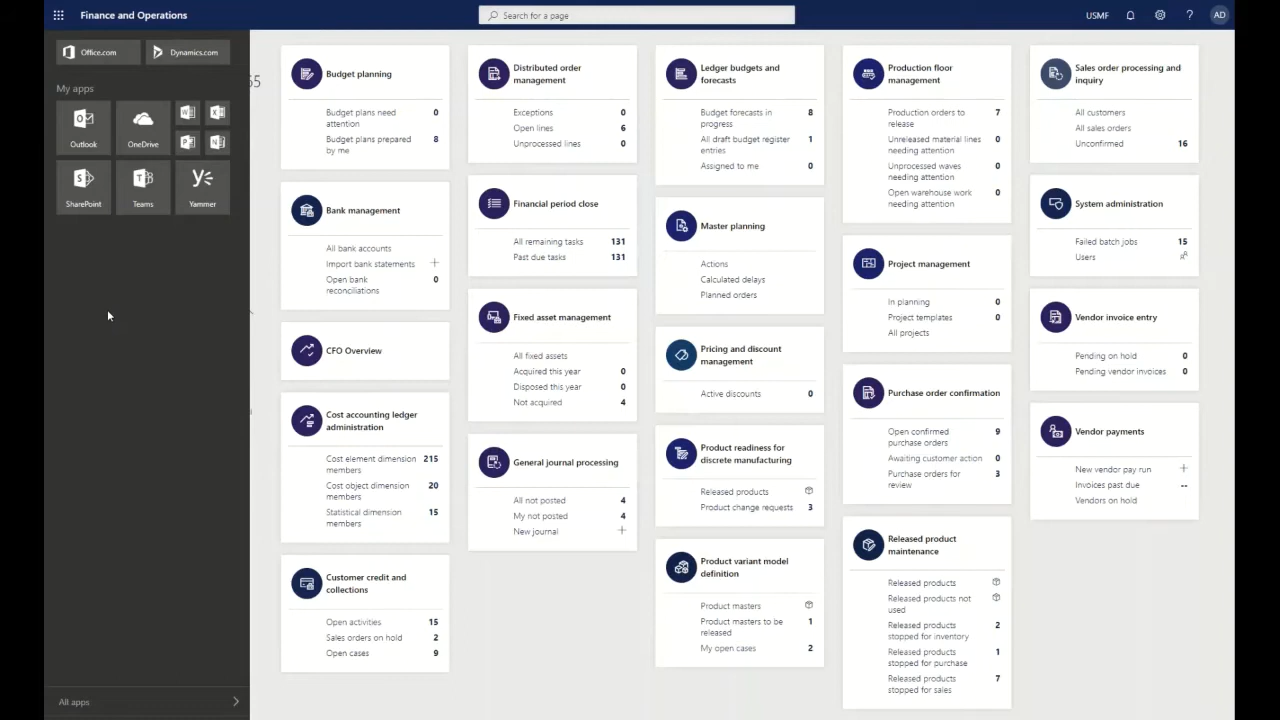 Finance and Operations
Search for a page
USMF
?
AD
Office.com
Dynamics.com
My apps
Outlook
OneDrive
SharePoint
Teams
Yammer
All apps
65
Budget planning
Budget plans need
attention
0
Budget plans prepared
by me
8
Bank management
All bank accounts
Import bank statements
Open bank
reconciliations
0
CFO Overview
Cost accounting ledger
administration
Cost element dimension
members
215
Cost object dimension
members
20
Statistical dimension
members
15
Customer credit and
collections
Open activities 15
Sales orders on hold 2
Open cases 9
Distributed order
management
Exceptions 0
Open lines 6
Unprocessed lines 0
Financial period close
All remaining tasks 131
Past due tasks 131
Fixed asset management
All fixed assets
Acquired this year 0
Disposed this year 0
Not acquired 4
General journal processing
All not posted 4
My not posted 4
New journal
Ledger budgets and
forecasts
Budget forecasts in
progress
8
All draft budget register
entries
1
Assigned to me 0
Master planning
Actions
Calculated delays
Planned orders
Pricing and discount
management
Active discounts 0
Product readiness for
discrete manufacturing
Released products
Product change requests 3
Product variant model
definition
Product masters
Product masters to be
released
1
My open cases 2
Production floor
management
Production orders to
release
7
Unreleased material lines
needing attention
0
Unprocessed waves
needing attention
0
Open warehouse work
needing attention
0
Project management
In planning 0
Project templates 0
All projects
Purchase order confirmation
Open confirmed
purchase orders
9
Awaiting customer action 0
Purchase orders for
review
3
Released product
maintenance
Released products
Released products not
used
Released products
stopped for inventory
2
Released products
stopped for purchase
1
Released products
stopped for sales
7
Sales order processing and
inquiry
All customers
All sales orders
Unconfirmed 16
System administration
Failed batch jobs 15
Users
Vendor invoice entry
Pending on hold 0
Pending vendor invoices 0
Vendor payments
New vendor pay run
Invoices past due --
Vendors on hold